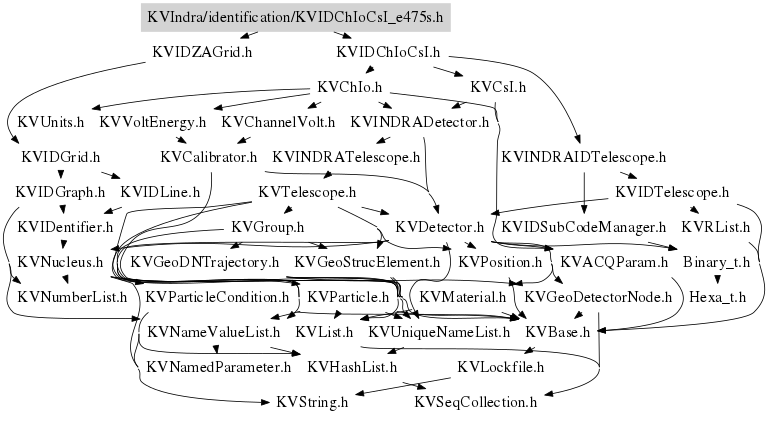 KVIndra/identification/KVIDChIoCsI_e475s.h
KVIDZAGrid.h KVIDChIoCsI.h
KVChIo.h KVCsI.h
KVUnits.h KVVoltEnergy.h KVChannelVolt.h KVINDRADetector.h
KVIDGrid.h KVCalibrator.h KVINDRATelescope.h KVINDRAIDTelescope.h
KVIDGraph.h KVIDLine.h KVTelescope.h KVIDTelescope.h
KVIDentifier.h KVGroup.h KVDetector.h KVIDSubCodeManager.h KVRList.h
KVNucleus.h KVGeoDNTrajectory.h KVGeoStrucElement.h KVPosition.h KVACQParam.h Binary_t.h
KVNumberList.h KVParticleCondition.h KVParticle.h KVMaterial.h KVGeoDetectorNode.h Hexa_t.h
KVNameValueList.h KVList.h KVUniqueNameList.h KVBase.h
KVNamedParameter.h KVHashList.h KVLockfile.h
KVString.h KVSeqCollection.h